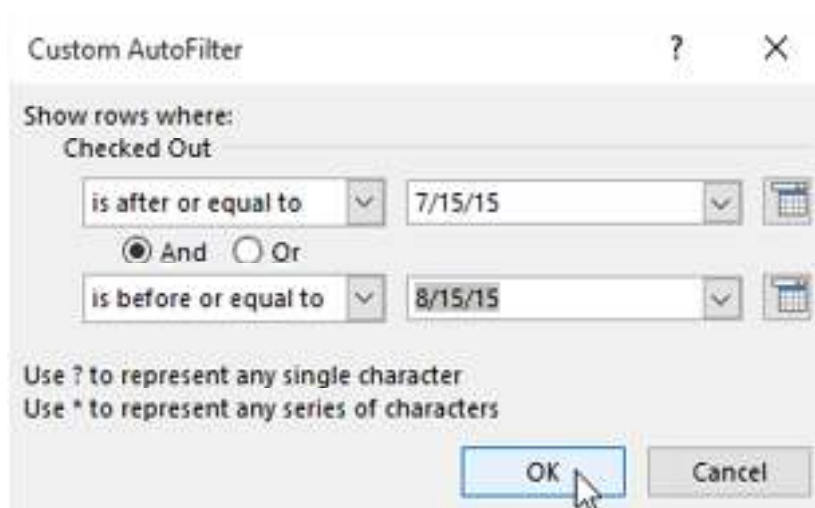 Custom AutoFilter ?
Show rows where:
Checked Out
is after or equal to 7/15/15
And Or
is before or equal to 8/15/15
Use ? to represent any single character
Use * to represent any series of characters
OK Cancel